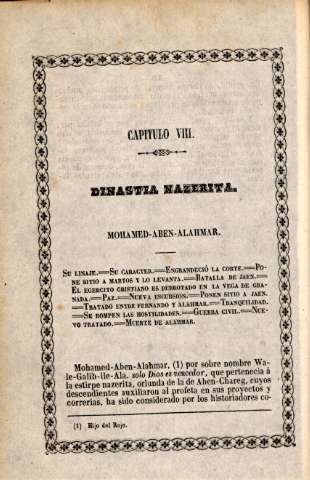 CAPITULO VIII.
DINASTIA NAZERITA.
MOHAMED-ABEN-ALAHMAR.
SU LINAJE.=SU CARACTER.=ENGRANDECIÓ LA CORTE.=PO-
NE SITIO A MARTOS Y LO LEVANTA.=BATALLA DE JAEN.=
EL EGERCITO CRISTIANO ES DERROTADO EN LA VEGA DE GRA-
NADA.=PAZ.=NUEVA INCURSION.=PONEN SITIO A JAEN.
=TRATADO ENTRE FERNANDO Y ALAHMAR.=TRANQUILIDAD.
=SE ROMPEN LAS HOSTILIDADES.=GUERRA CIVIL.=NUE-
VO TRATADO.=MUERTE DE ALAHMAR.
Mohamed-Aben-Alahmar, (1) por sobre nombre Wa-
le-Galib-ile-Alá, solo Dios es vencedor, que pertenecia á
la estirpe nazerita, oriunda de la de Aben-Chareg, cuyos
descendientes auxiliaron al profeta en sus proyectos y
correrias, ha sido considerado por los historiadores co-
(1) Hijo del Rojo.